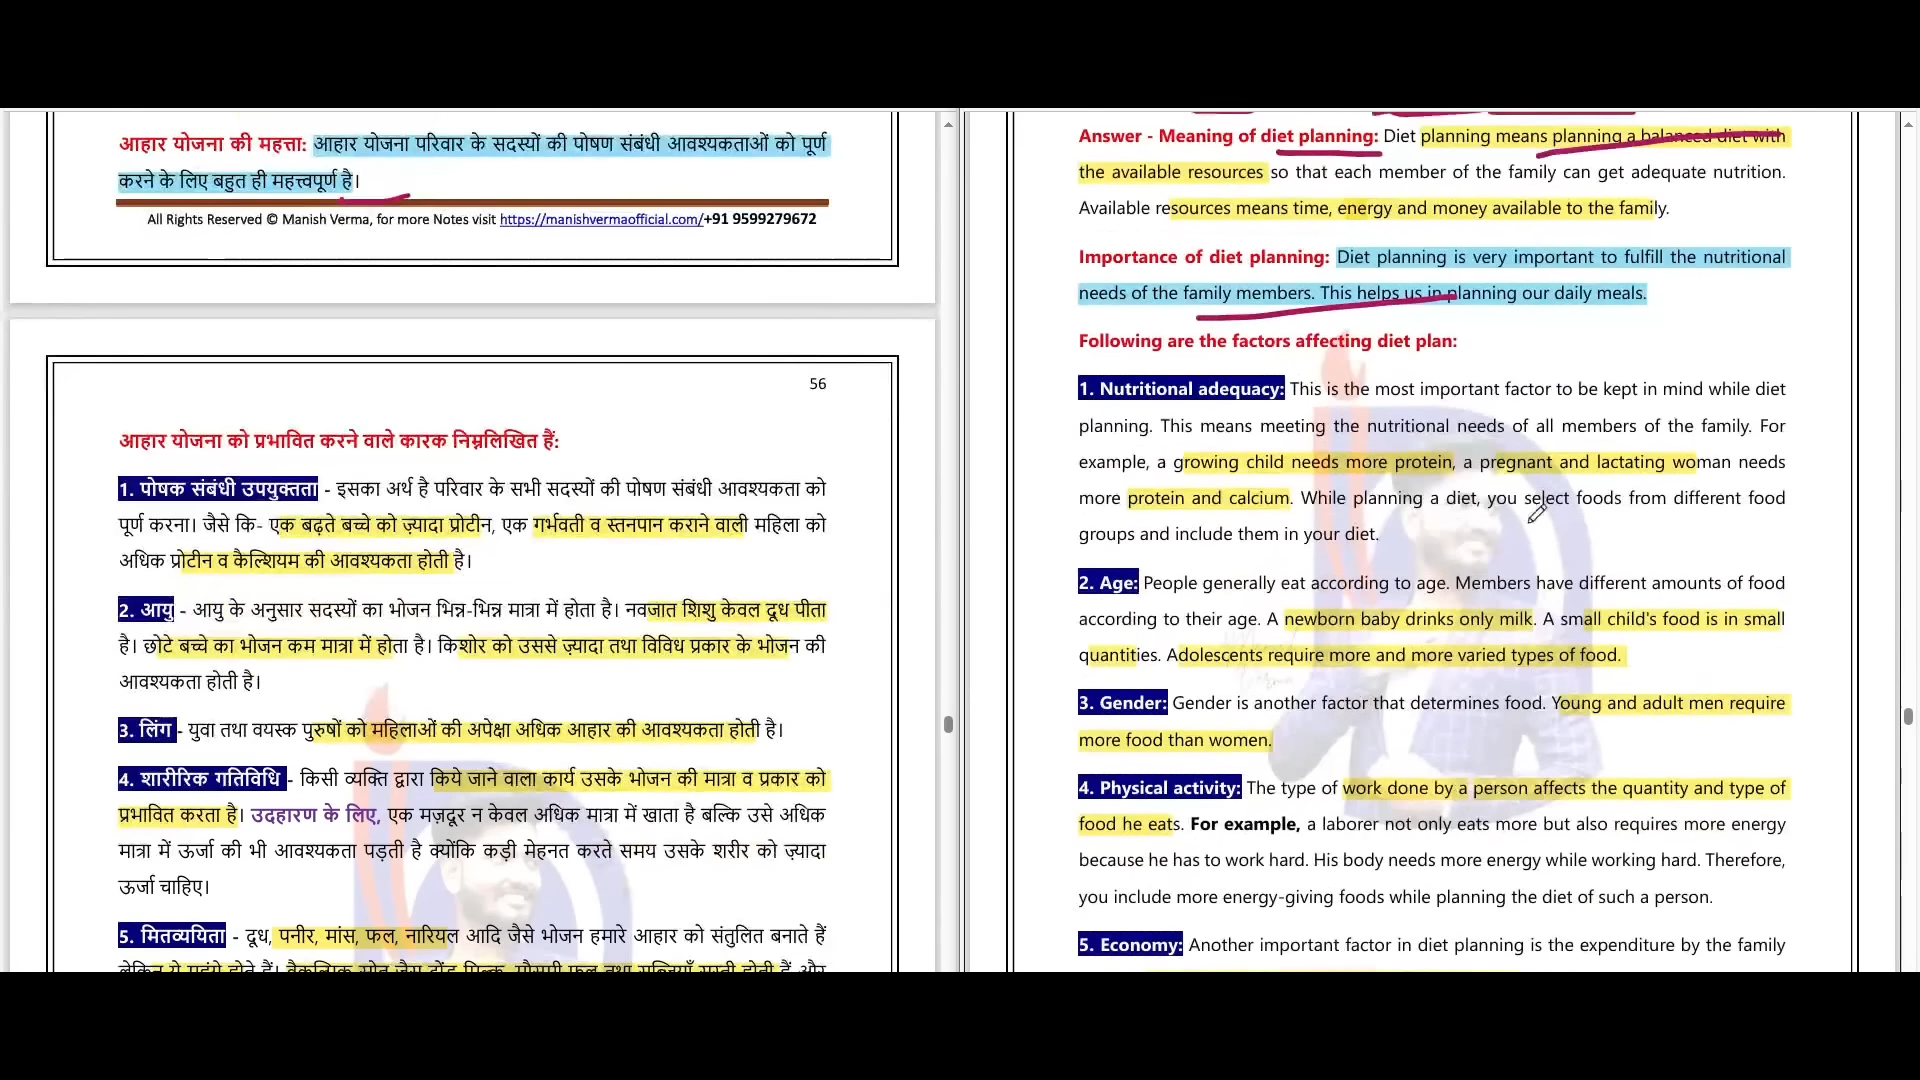 आहार योजना की महत्ता: आहार योजना परिवार के सदस्यों की पोषण संबंधी आवश्यकताओं को पूर्ण
करने के लिए बहुत ही महत्त्वपूर्ण है।
All Rights Reserved © Manish Verma, for more Notes visit https://manishvermaofficial.com/+91 9599279672
56
आहार योजना को प्रभावित करने वाले कारक निम्नलिखित हैं:
1. पोषक संबंधी उपयुक्तता - इसका अर्थ है परिवार के सभी सदस्यों की पोषण संबंधी आवश्यकता को
पूर्ण करना। जैसे कि- एक बढ़ते बच्चे को ज़्यादा प्रोटीन, एक गर्भवती व स्तनपान कराने वाली महिला को
अधिक प्रोटीन व कैल्शियम की आवश्यकता होती है।
2. आयु - आयु के अनुसार सदस्यों का भोजन भिन्न-भिन्न मात्रा में होता है। नवजात शिशु केवल दूध पीता
है। छोटे बच्चे का भोजन कम मात्रा में होता है। किशोर को उससे ज़्यादा तथा विविध प्रकार के भोजन की
आवश्यकता होती है।
3. लिंग - युवा तथा वयस्क पुरुषों को महिलाओं की अपेक्षा अधिक आहार की आवश्यकता होती है।
4. शारीरिक गतिविधि - किसी व्यक्ति द्वारा किये जाने वाला कार्य उसके भोजन की मात्रा व प्रकार को
प्रभावित करता है। उदहारण के लिए, एक मज़दूर न केवल अधिक मात्रा में खाता है बल्कि उसे अधिक
मात्रा में ऊर्जा की भी आवश्यकता पड़ती है क्योंकि कड़ी मेहनत करते समय उसके शरीर को ज़्यादा
ऊर्जा चाहिए।
5. मितव्ययिता - दूध, पनीर, मांस, फल, नारियल आदि जैसे भोजन हमारे आहार को संतुलित बनाते हैं
Answer - Meaning of diet planning: Diet planning means planning a balanced diet with
the available resources so that each member of the family can get adequate nutrition.
Available resources means time, energy and money available to the family.
Importance of diet planning: Diet planning is very important to fulfill the nutritional
needs of the family members. This helps us in planning our daily meals.
Following are the factors affecting diet plan:
1. Nutritional adequacy: This is the most important factor to be kept in mind while diet
planning. This means meeting the nutritional needs of all members of the family. For
example, a growing child needs more protein, a pregnant and lactating woman needs
more protein and calcium. While planning a diet, you select foods from different food
groups and include them in your diet.
2. Age: People generally eat according to age. Members have different amounts of food
according to their age. A newborn baby drinks only milk. A small child's food is in small
quantities. Adolescents require more and more varied types of food.
3. Gender: Gender is another factor that determines food. Young and adult men require
more food than women.
4. Physical activity: The type of work done by a person affects the quantity and type of
food he eats. For example, a laborer not only eats more but also requires more energy
because he has to work hard. His body needs more energy while working hard. Therefore,
you include more energy-giving foods while planning the diet of such a person.
5. Economy: Another important factor in diet planning is the expenditure by the family